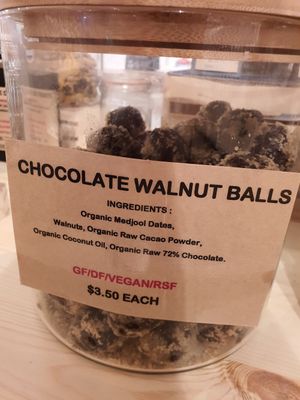 CHOCOLATE WALNUT BALLS
INGREDIENTS :
Organic Medjool Dates,
Walnuts, Organic Raw Cacao Powder,
Organic Coconut Oil, Organic Raw 72% Chocolate.
GF/DF/VEGAN/RSF
$3.50 EACH